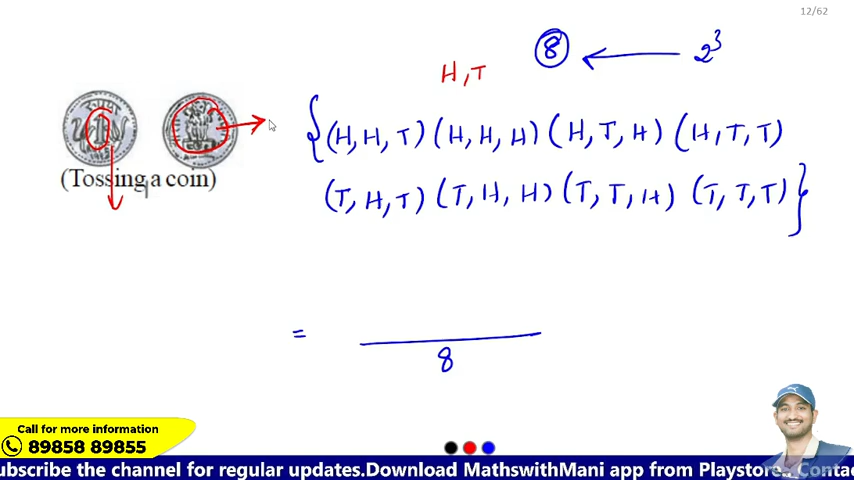 12/62
8 ← 2³
H, T
{(H, H, T) (H, H, H) (H, T, H) (H, T, T)
(T, H, T) (T, H, H) (T, T, H) (T, T, T)}
(Tossing a coin)
=
8
Call for more information
89858 89855
ubscribe the channel for regular updates.Download MathswithMani app from Playstore.. Conta